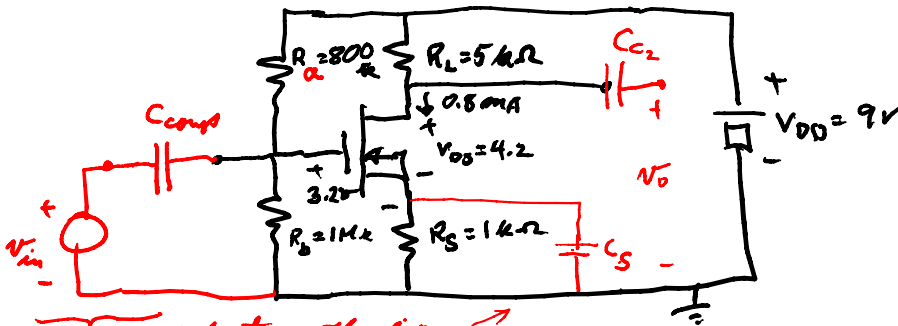 Ra=800k
RL=5kΩ
CC2
+
0.8mA
Ccoup
+
VDS=4.2
-
+
VDD=9V
-
+
3.2v
-
+
vin
-
Rb=1Meg
RS=1kΩ
CS
+
vo
-